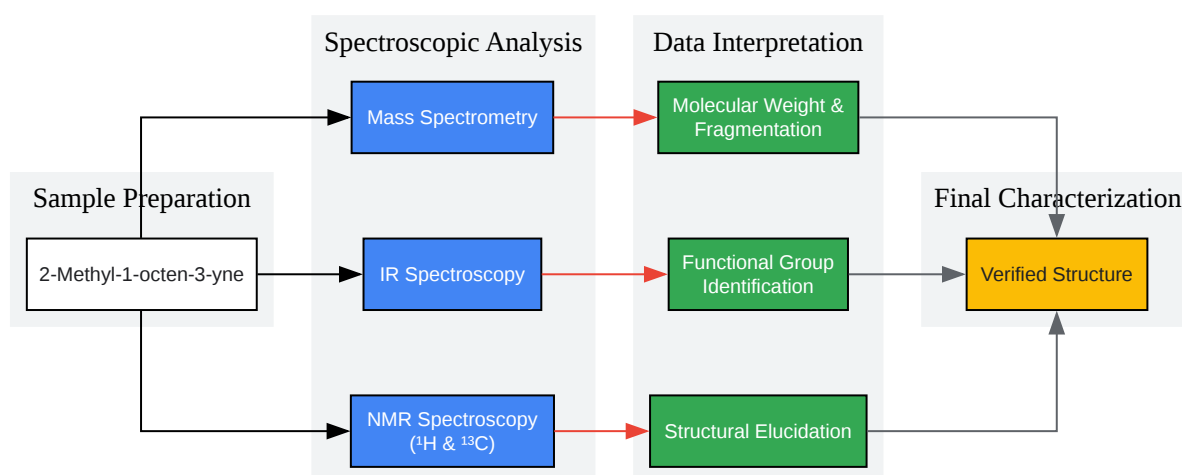 Spectroscopic Analysis
Data Interpretation
Mass Spectrometry
Molecular Weight &
Fragmentation
Sample Preparation
Final Characterization
2-Methyl-1-octen-3-yne
IR Spectroscopy
Functional Group
Identification
Verified Structure
NMR Spectroscopy
(¹H & ¹³C)
Structural Elucidation